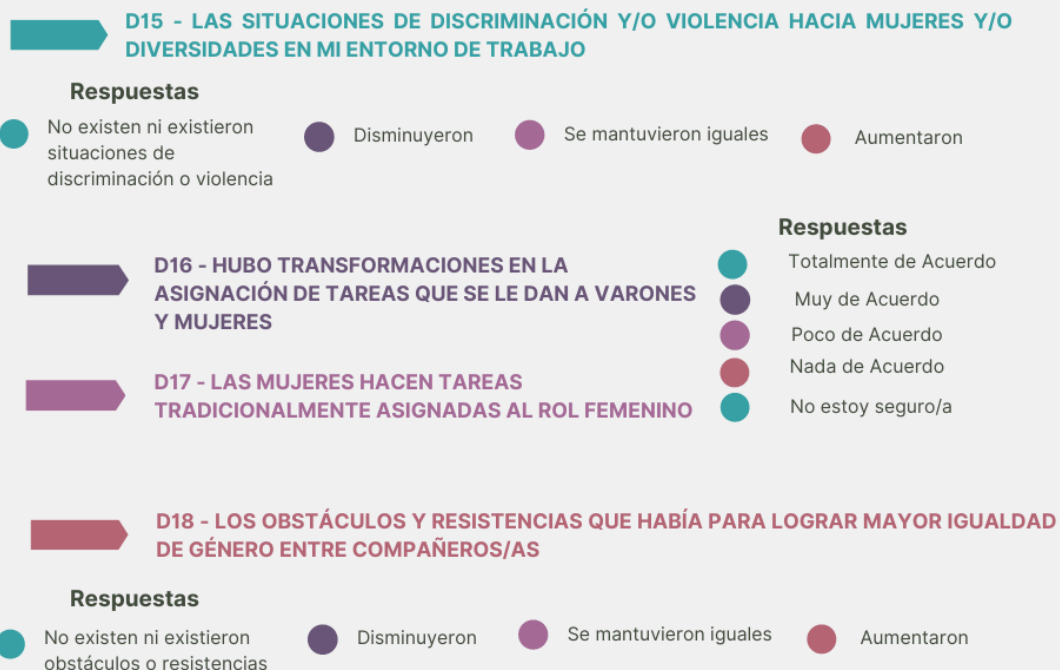 D15 - LAS SITUACIONES DE DISCRIMINACIÓN Y/O VIOLENCIA HACIA MUJERES Y/O
DIVERSIDADES EN MI ENTORNO DE TRABAJO
Respuestas
No existen ni existieron
situaciones de
discriminación o violencia
Disminuyeron
Se mantuvieron iguales
Aumentaron
D16 - HUBO TRANSFORMACIONES EN LA
ASIGNACIÓN DE TAREAS QUE SE LE DAN A VARONES
Y MUJERES
D17 - LAS MUJERES HACEN TAREAS
TRADICIONALMENTE ASIGNADAS AL ROL FEMENINO
Respuestas
Totalmente de Acuerdo
Muy de Acuerdo
Poco de Acuerdo
Nada de Acuerdo
No estoy seguro/a
D18 - LOS OBSTÁCULOS Y RESISTENCIAS QUE HABÍA PARA LOGRAR MAYOR IGUALDAD
DE GÉNERO ENTRE COMPAÑEROS/AS
Respuestas
No existen ni existieron
obstáculos o resistencias
Disminuyeron
Se mantuvieron iguales
Aumentaron